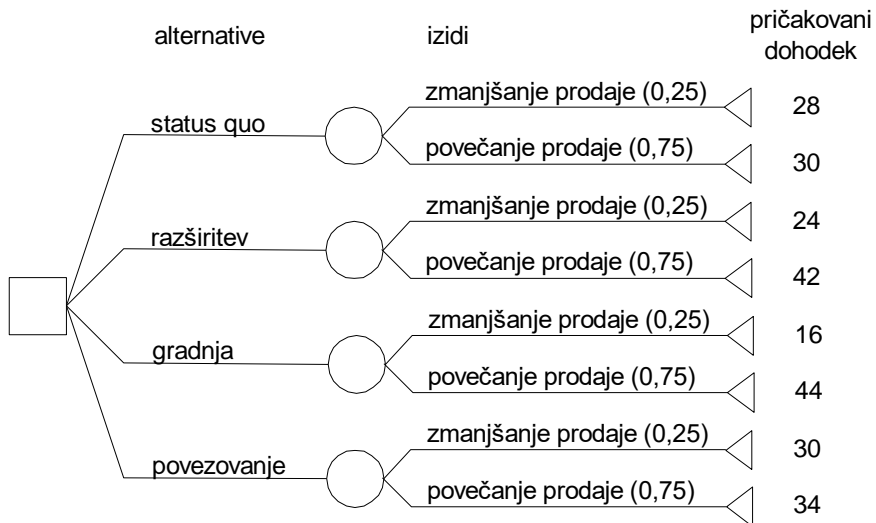 alternative
izidi
pričakovani
dohodek
status quo
zmanjšanje prodaje (0,25)
28
povečanje prodaje (0,75)
30
razširitev
zmanjšanje prodaje (0,25)
24
povečanje prodaje (0,75)
42
gradnja
zmanjšanje prodaje (0,25)
16
povečanje prodaje (0,75)
44
povezovanje
zmanjšanje prodaje (0,25)
30
povečanje prodaje (0,75)
34